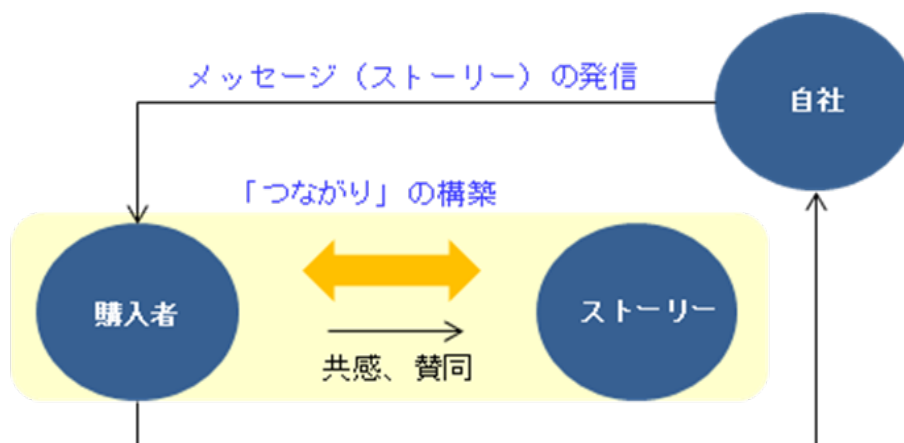 メッセージ（ストーリー）の発信
自社
「つながり」の構築
購入者
ストーリー
共感、賛同